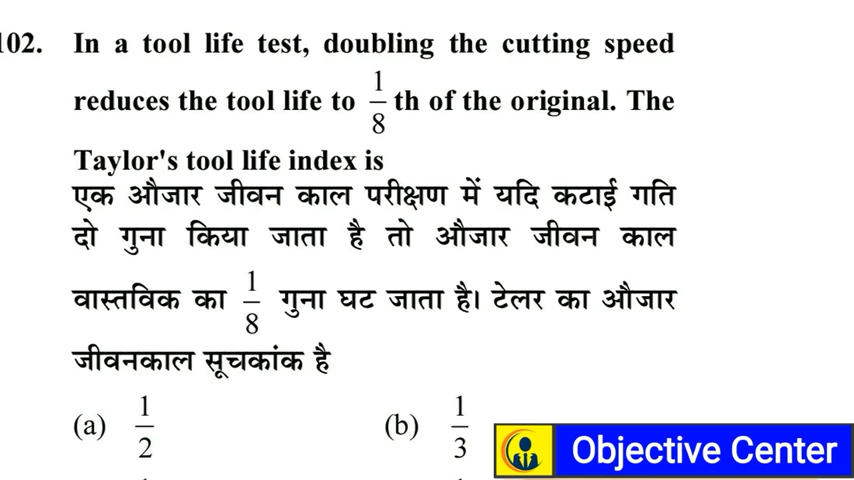 102. In a tool life test, doubling the cutting speed
reduces the tool life to 1/8 th of the original. The
Taylor's tool life index is
एक औजार जीवन काल परीक्षण में यदि कटाई गति
दो गुना किया जाता है तो औजार जीवन काल
वास्तविक का 1/8 गुना घट जाता है। टेलर का औजार
जीवनकाल सूचकांक है
(a) 1/2 (b) 1/3
Objective Center